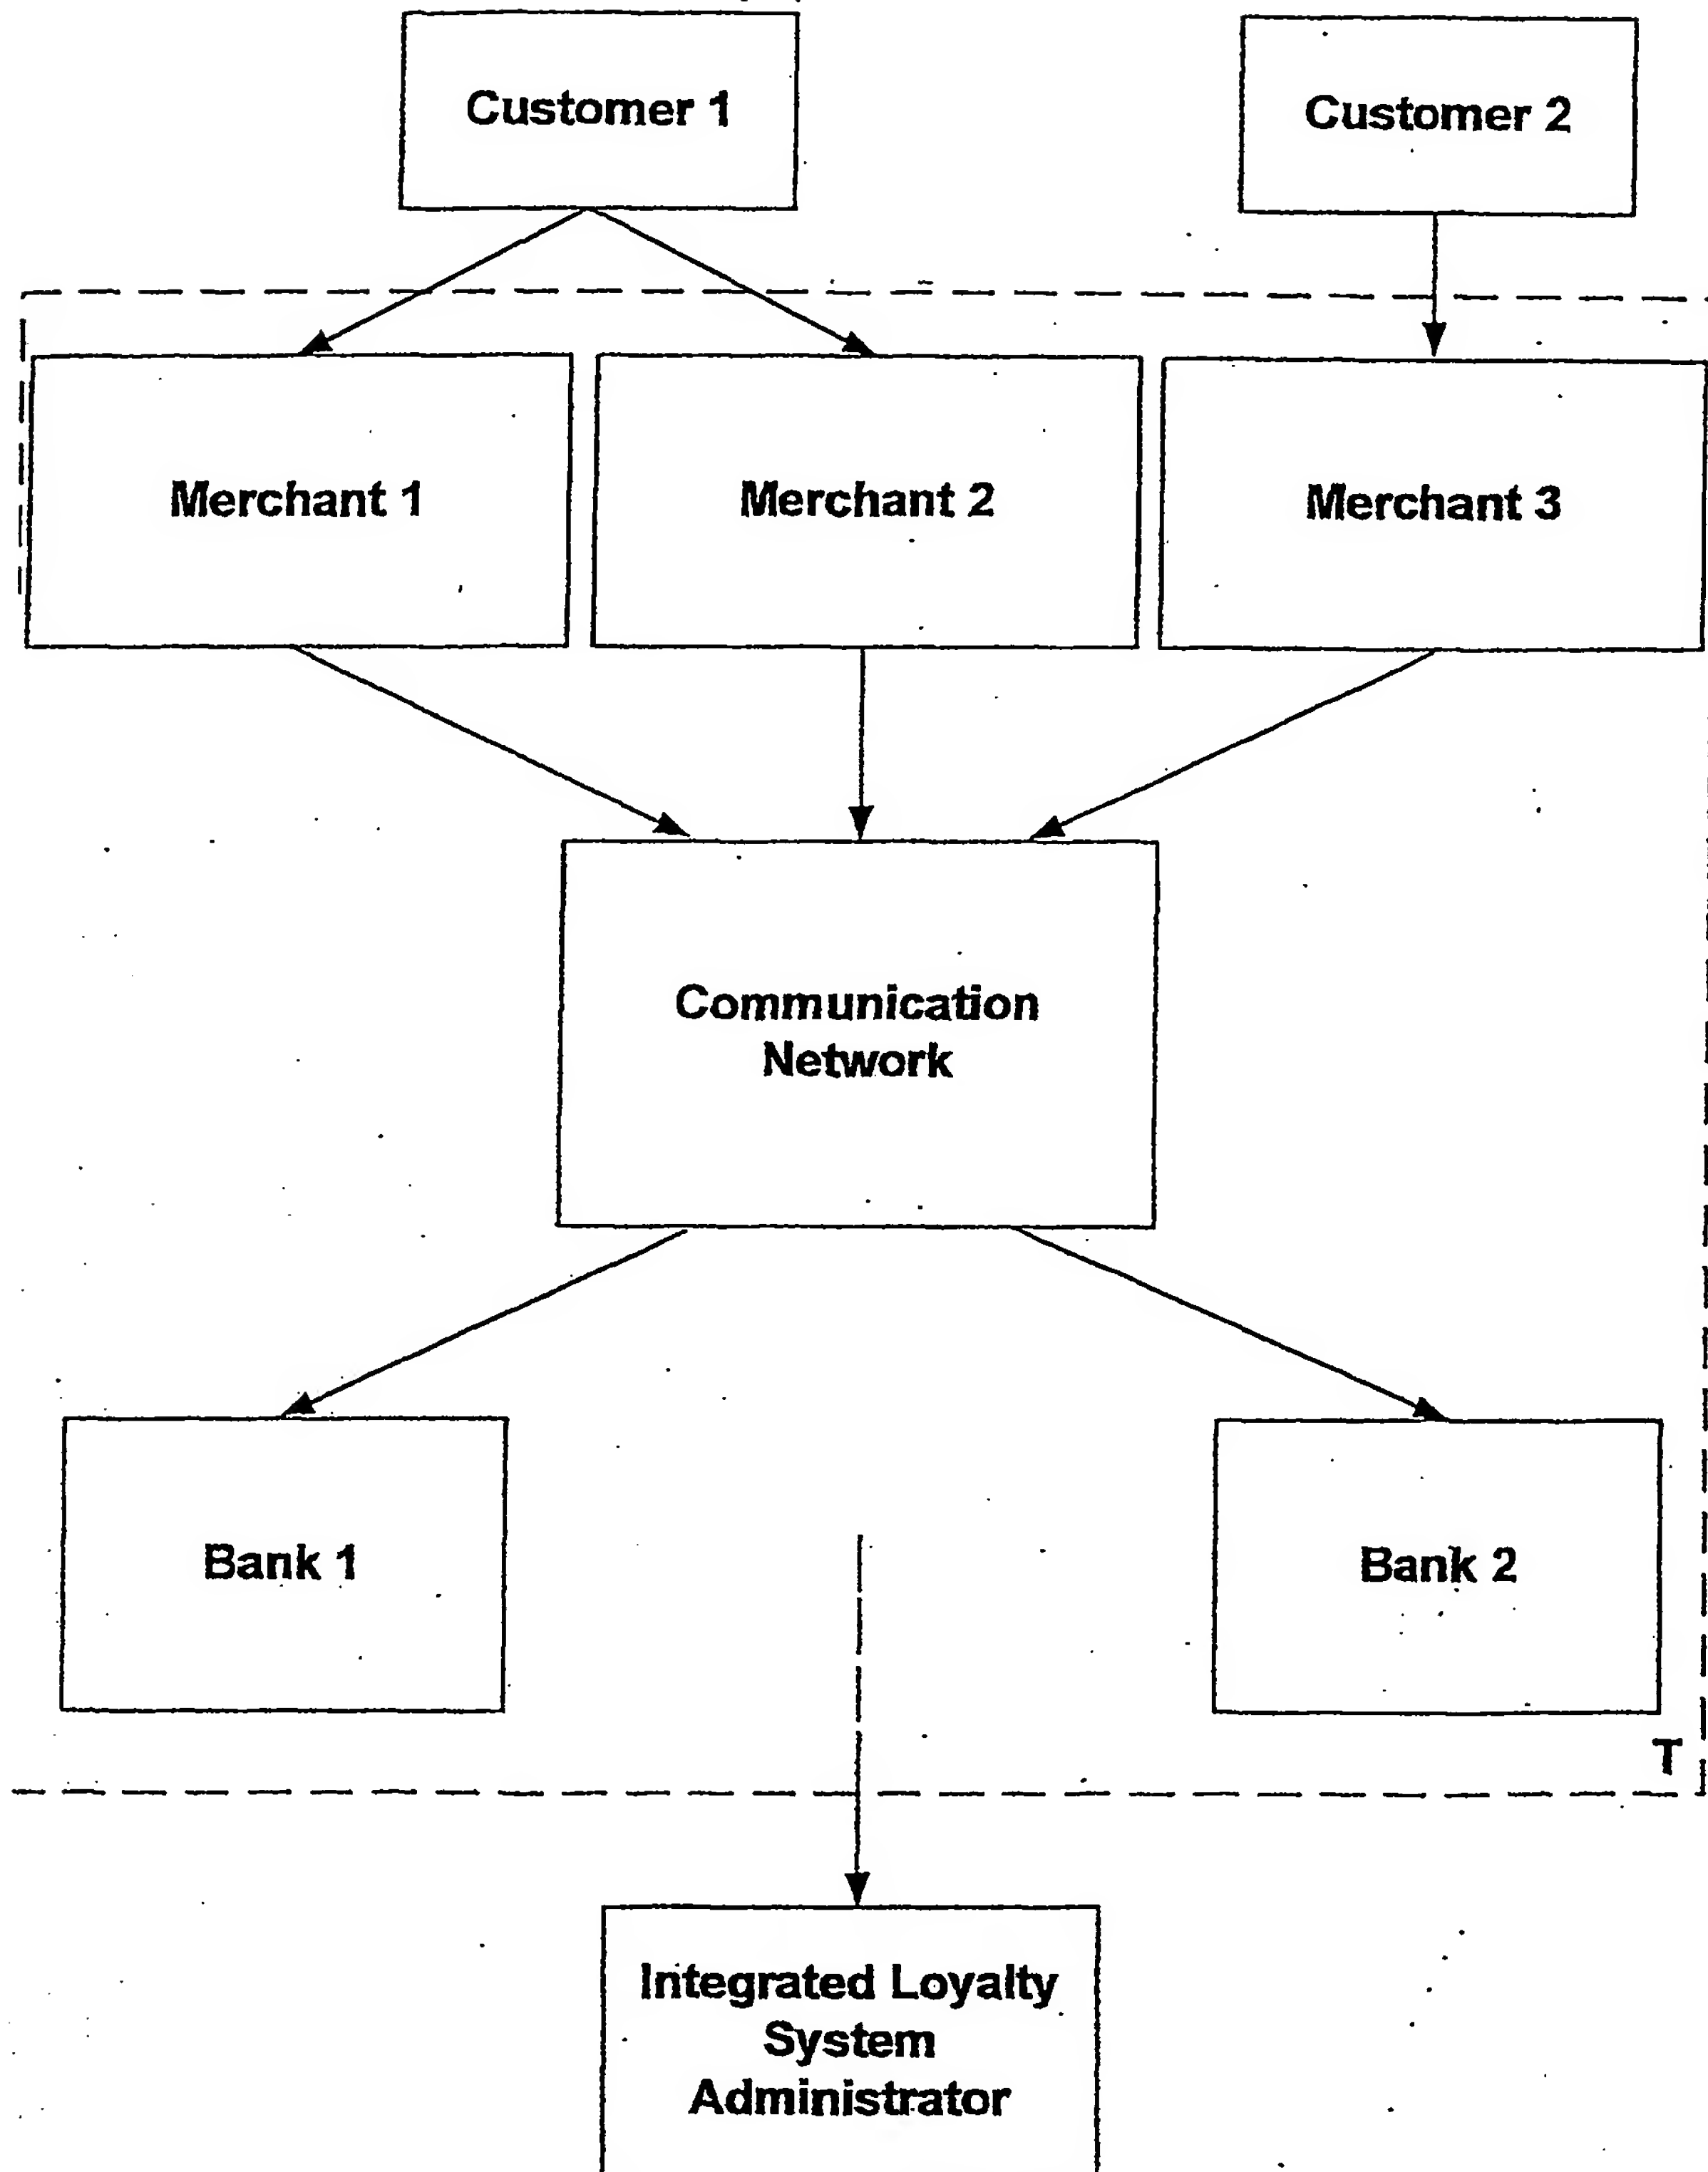 Customer 1
Customer 2
Merchant 1
Merchant 2
Merchant 3
Communication
Network
Bank 1
Bank 2
T
Integrated Loyalty
System
Administrator